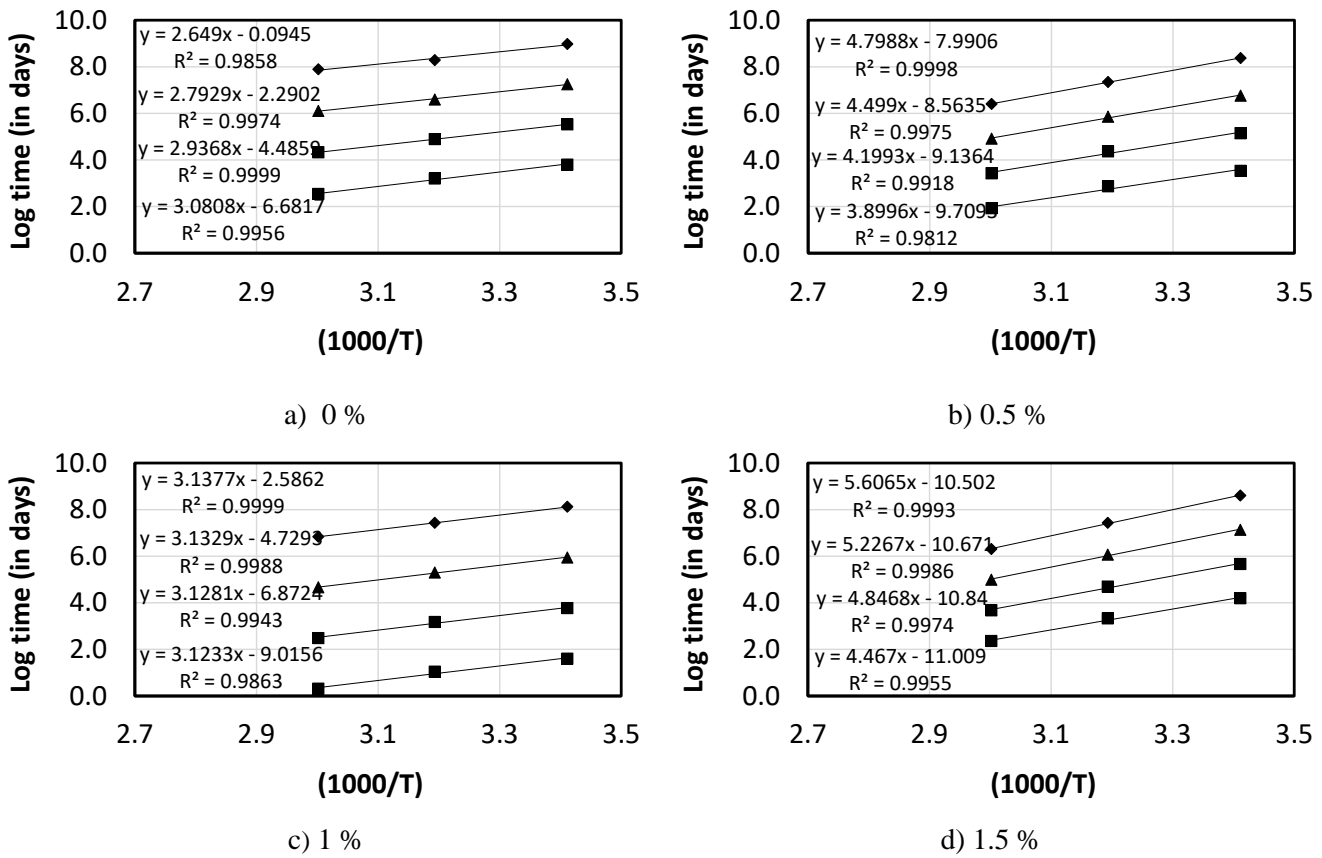 Log time (in days)
10.0
8.0
6.0
4.0
2.0
0.0
y = 2.649x - 0.0945
R² = 0.9858
y = 2.7929x - 2.2902
R² = 0.9974
y = 2.9368x - 4.4859
R² = 0.9999
y = 3.0808x - 6.6817
R² = 0.9956
2.7 2.9 3.1 3.3 3.5
(1000/T)
a) 0 %
Log time (in days)
10.0
8.0
6.0
4.0
2.0
0.0
y = 4.7988x - 7.9906
R² = 0.9998
y = 4.499x - 8.5635
R² = 0.9975
y = 4.1993x - 9.1364
R² = 0.9918
y = 3.8996x - 9.7093
R² = 0.9812
2.7 2.9 3.1 3.3 3.5
(1000/T)
b) 0.5 %
Log time (in days)
10.0
8.0
6.0
4.0
2.0
0.0
y = 3.1377x - 2.5862
R² = 0.9999
y = 3.1329x - 4.7293
R² = 0.9988
y = 3.1281x - 6.8724
R² = 0.9943
y = 3.1233x - 9.0156
R² = 0.9863
2.7 2.9 3.1 3.3 3.5
(1000/T)
c) 1 %
Log time (in days)
10.0
8.0
6.0
4.0
2.0
0.0
y = 5.6065x - 10.502
R² = 0.9993
y = 5.2267x - 10.671
R² = 0.9986
y = 4.8468x - 10.84
R² = 0.9974
y = 4.467x - 11.009
R² = 0.9955
2.7 2.9 3.1 3.3 3.5
(1000/T)
d) 1.5 %